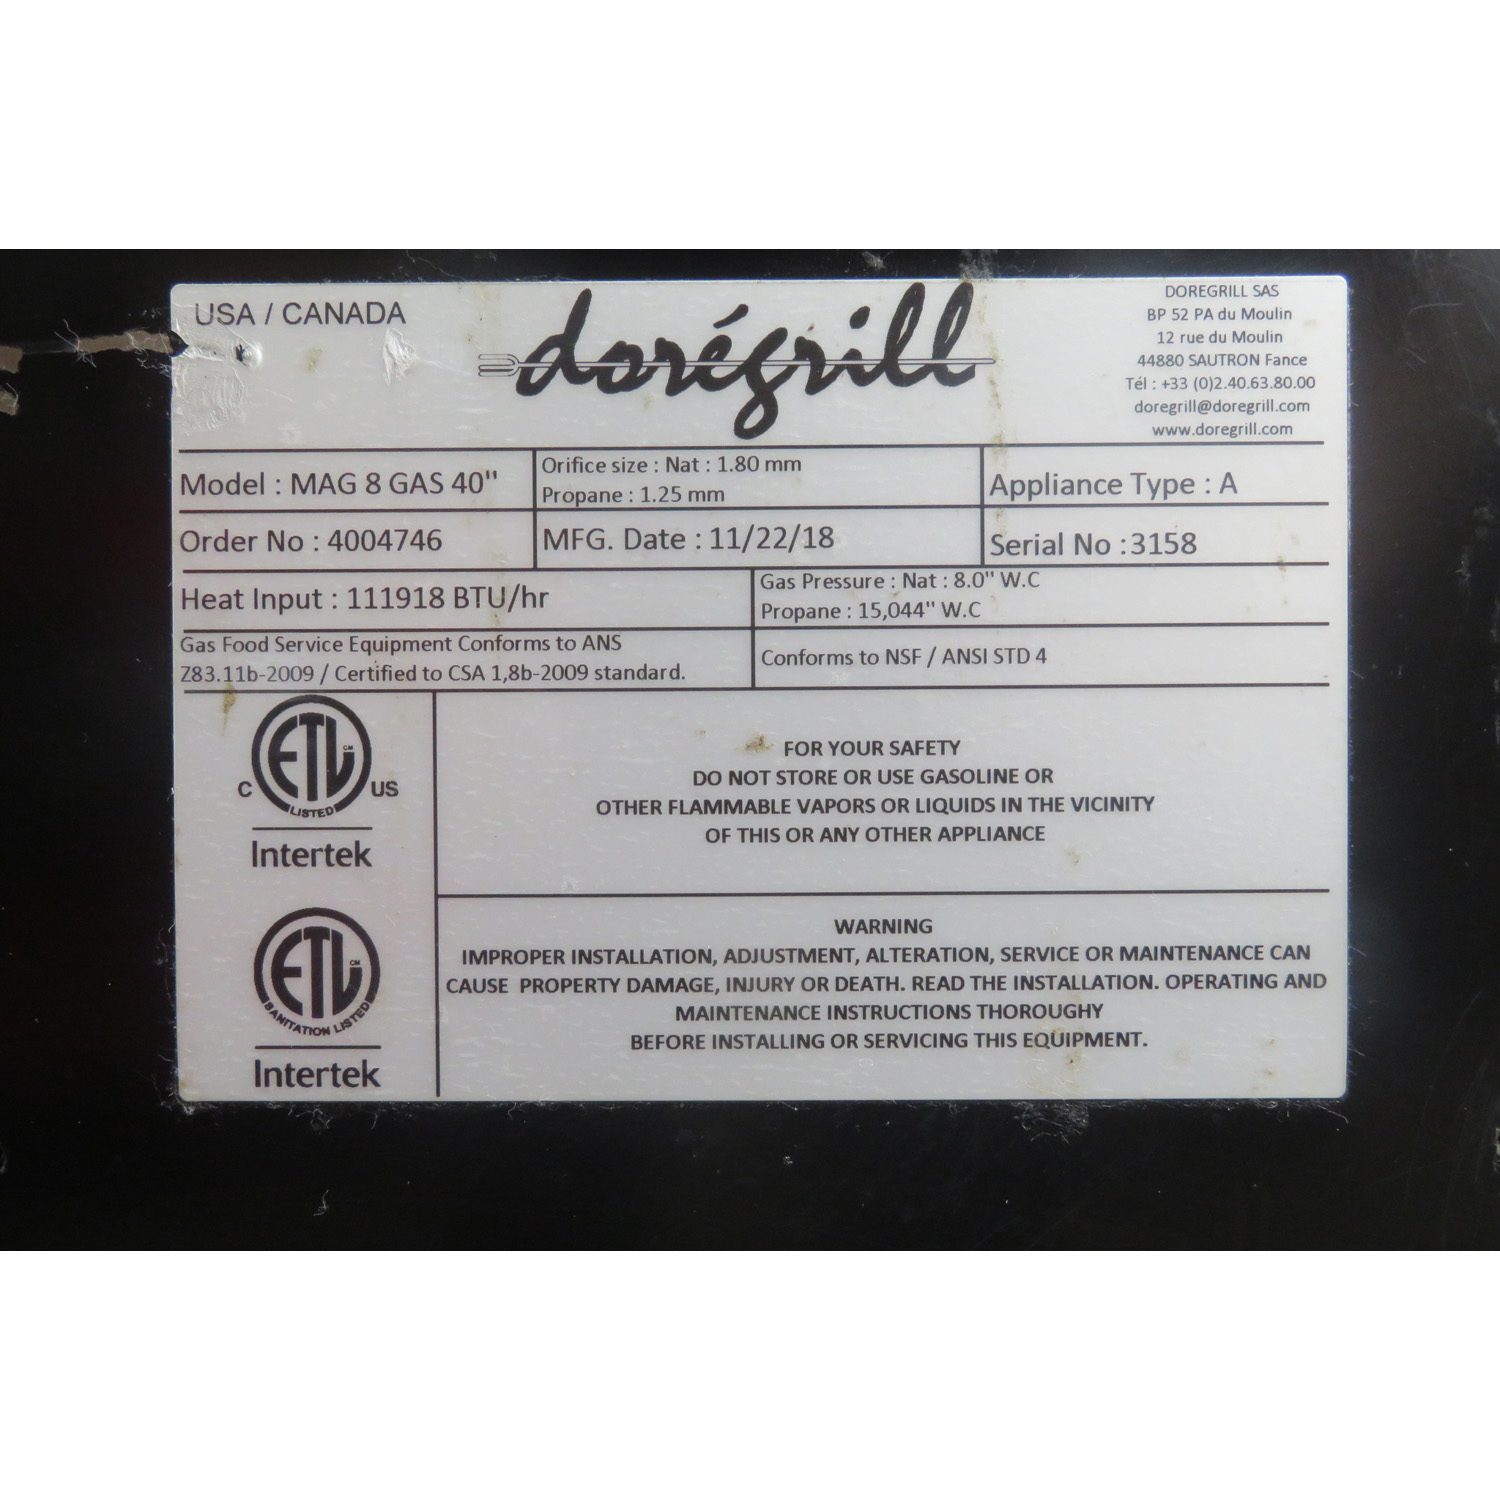 USA / CANADA
dorégrill
DOREGRILL SAS
BP 52 PA du Moulin
12 rue du Moulin
44880 SAUTRON Fance
Tél : +33 (0)2.40.63.80.00
doregrill@doregrill.com
www.doregrill.com
Model : MAG 8 GAS 40"
Orifice size : Nat : 1.80 mm
Propane : 1.25 mm
Appliance Type : A
Order No : 4004746
MFG. Date : 11/22/18
Serial No :3158
Heat Input : 111918 BTU/hr
Gas Pressure : Nat : 8.0" W.C
Propane : 15,044" W.C
Gas Food Service Equipment Conforms to ANS
Z83.11b-2009 / Certified to CSA 1,8b-2009 standard.
Conforms to NSF / ANSI STD 4
ETL CM
C US
LISTED
Intertek
FOR YOUR SAFETY
DO NOT STORE OR USE GASOLINE OR
OTHER FLAMMABLE VAPORS OR LIQUIDS IN THE VICINITY
OF THIS OR ANY OTHER APPLIANCE
ETL CM
SANITATION LISTED
Intertek
WARNING
IMPROPER INSTALLATION, ADJUSTMENT, ALTERATION, SERVICE OR MAINTENANCE CAN
CAUSE PROPERTY DAMAGE, INJURY OR DEATH. READ THE INSTALLATION. OPERATING AND
MAINTENANCE INSTRUCTIONS THOROUGHY
BEFORE INSTALLING OR SERVICING THIS EQUIPMENT.